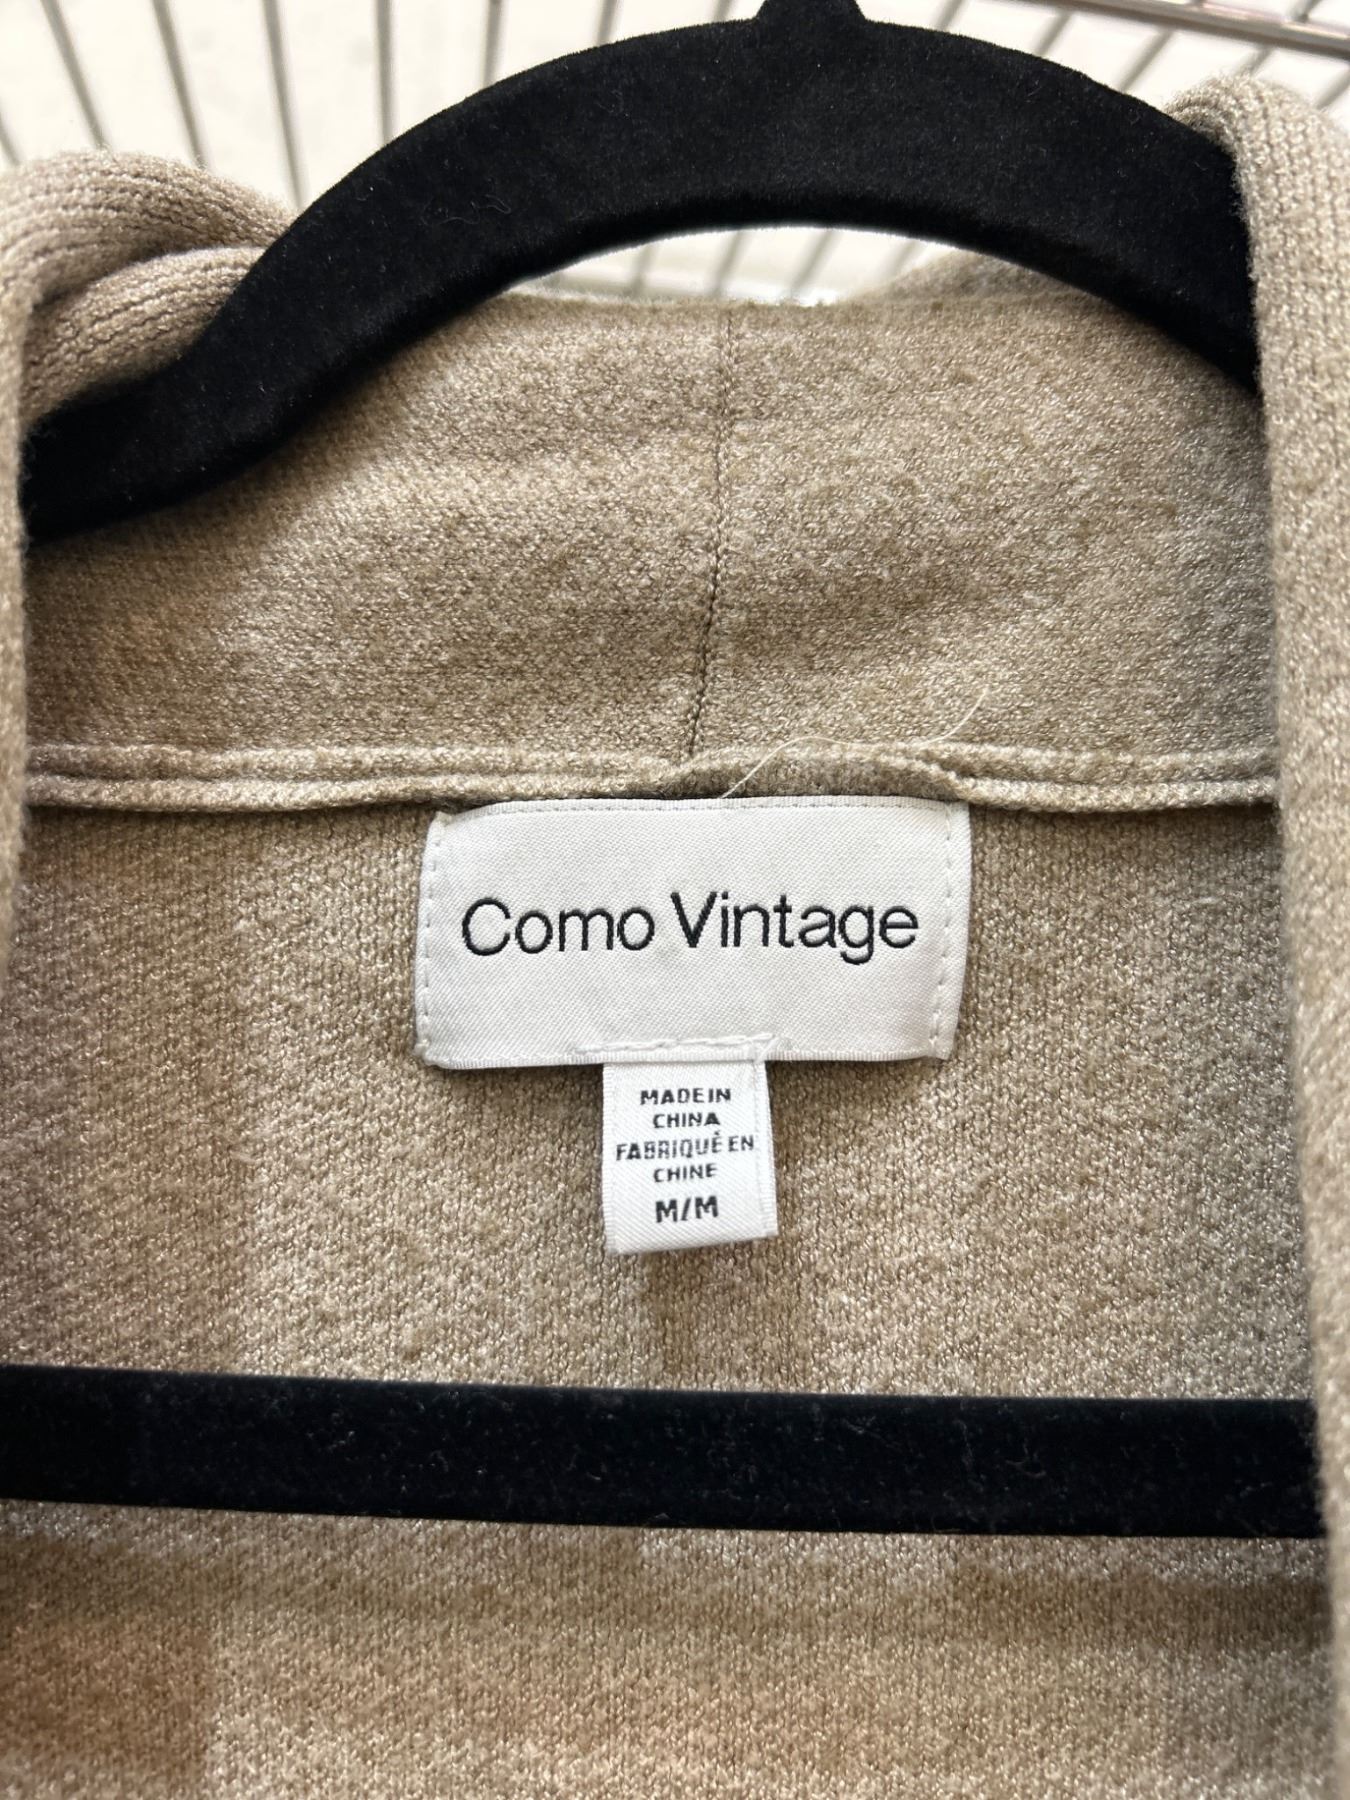 Como Vintage
MADE IN
CHINA
FABRIQUÉ EN
CHINE
M/M